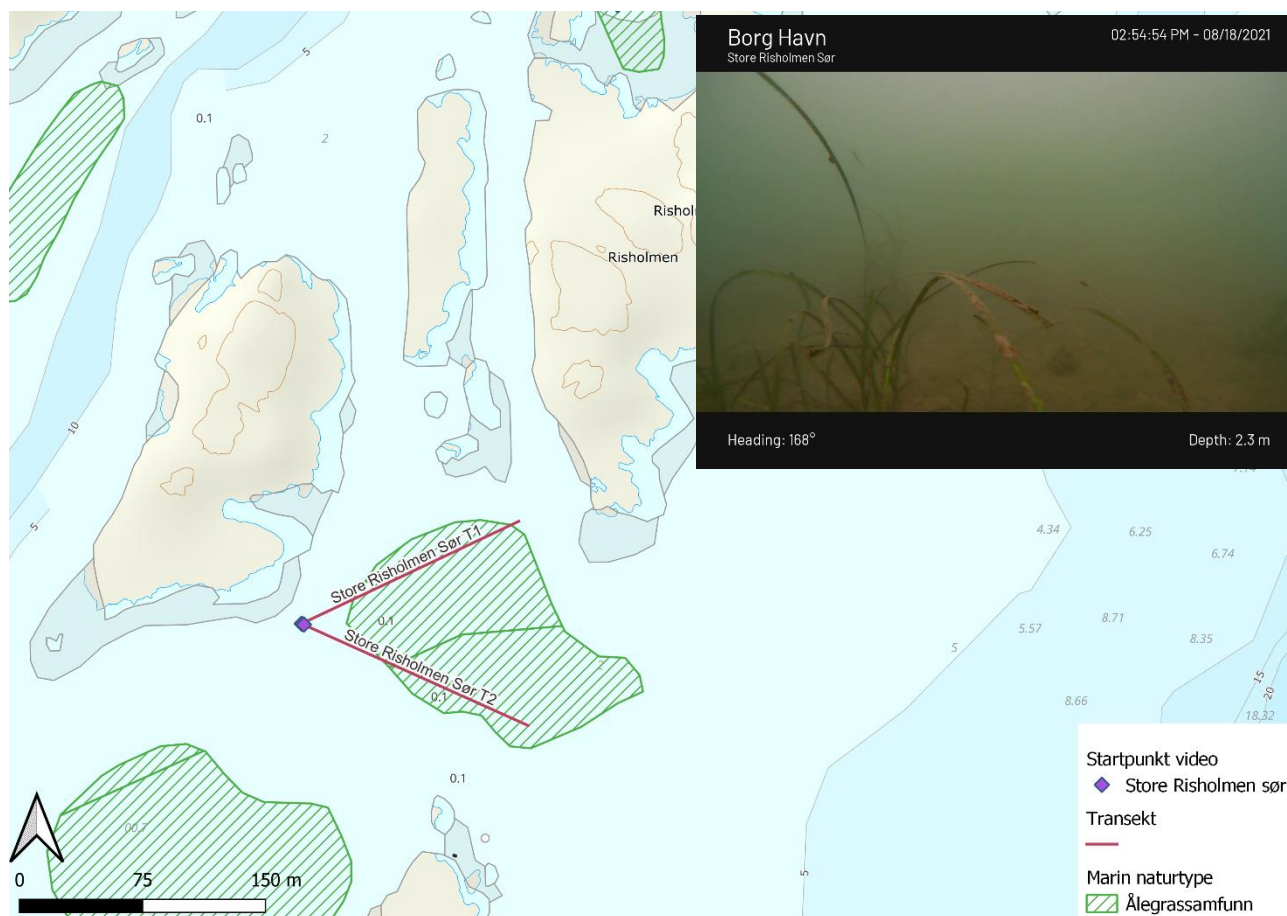 Borg Havn
Store Risholmen Sør
02:54:54 PM - 08/18/2021
Heading: 168°
Depth: 2.3 m
5
0.1
2
Risholmen
10
5
Store Risholmen Sør T1
0.1
Store Risholmen Sør T2
0.1
0.1
00,7
4.34
6.25
6.74
5.57
8.71
8.35
5
8.66
15
20
18.32
5
0
75
150 m
Startpunkt video
Store Risholmen sør
Transekt
Marin naturtype
Ålegrassamfunn